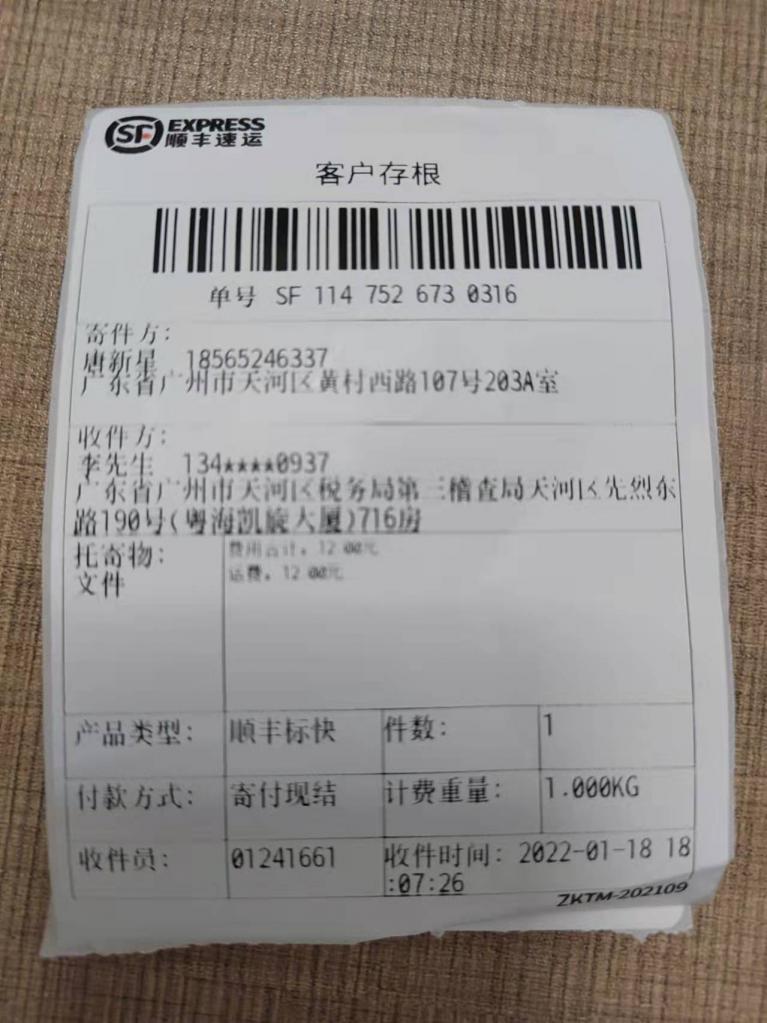 SF EXPRESS
顺丰速运
客户存根
单号 SF 114 752 673 0316
寄件方：
唐新星 18565246337
广东省广州市天河区黄村西路107号203A室
收件方：
李先生 134★★★★0937
广东省广州市天河区税务局第三稽查局天河区先烈东
路190号(粤海凯旋大厦)716房
托寄物：
文件
费用合计：12.00元
运费：12.00元
产品类型： 顺丰标快 件数： 1
付款方式： 寄付现结 计费重量： 1.000KG
收件员： 01241661 收件时间：2022-01-18 18
:07:26
ZKTM-202109